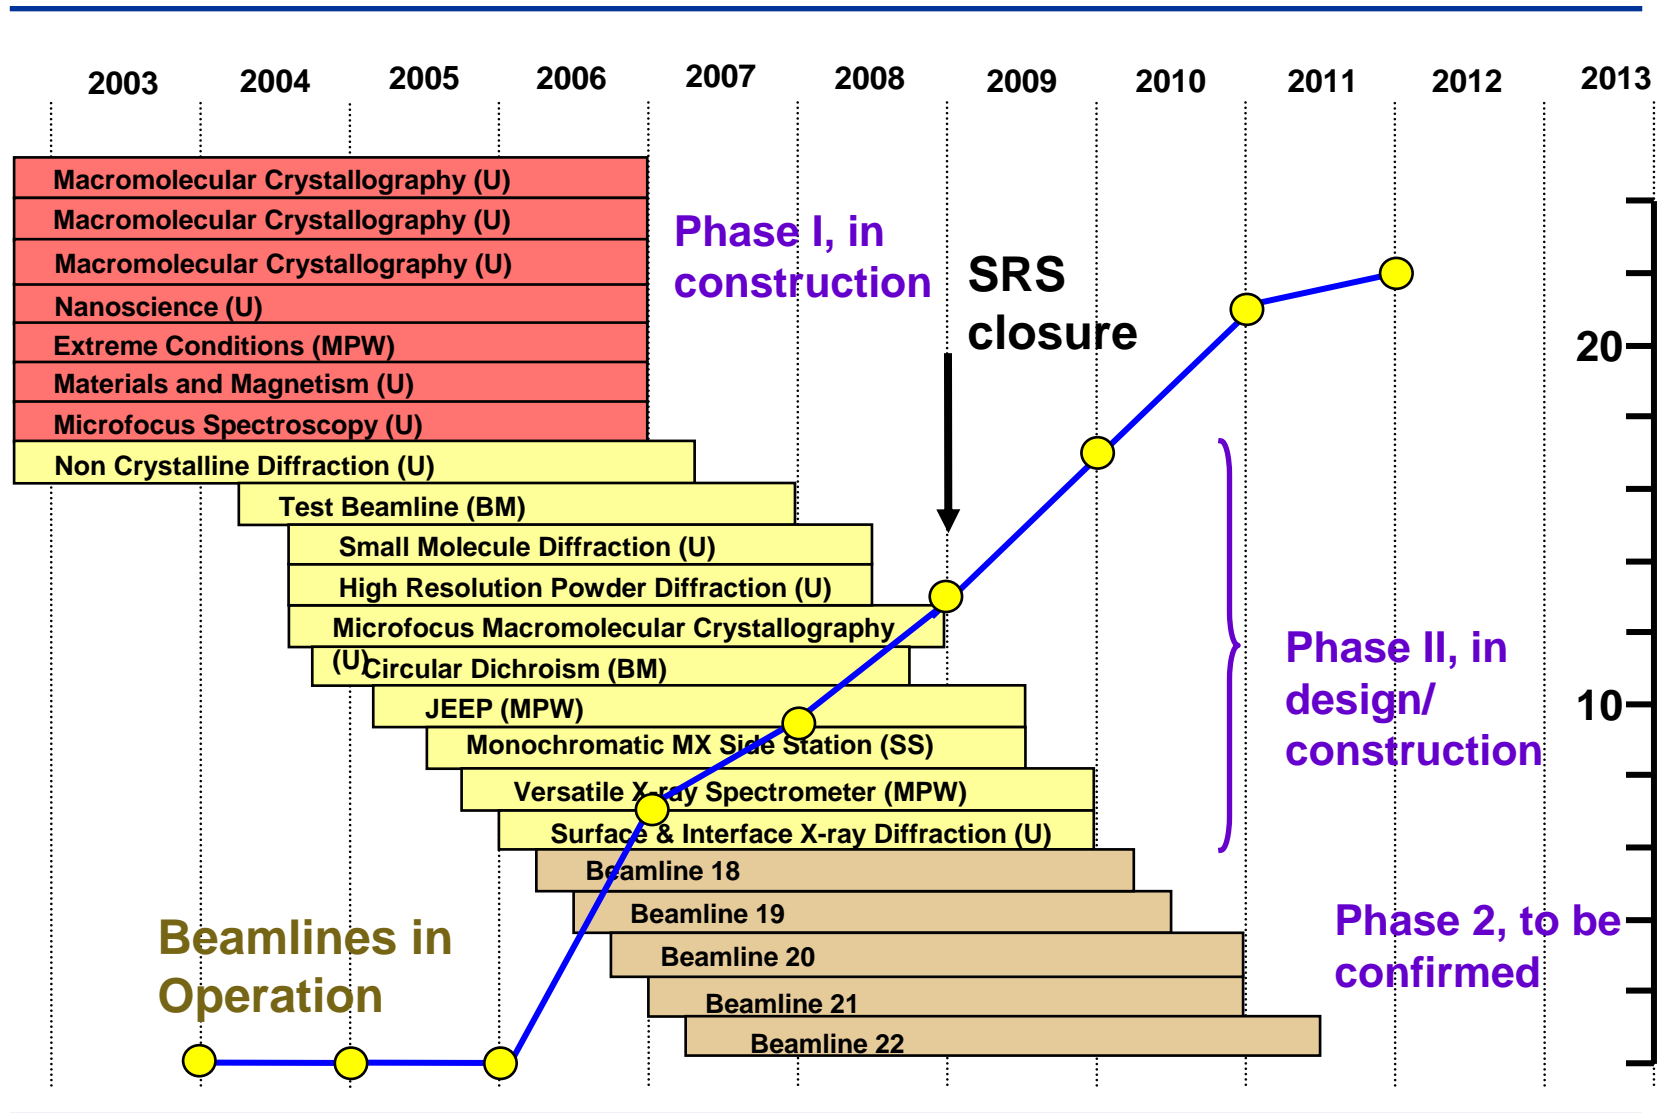 2003 2004 2005 2006 2007 2008 2009 2010 2011 2012 2013
Macromolecular Crystallography (U)
Macromolecular Crystallography (U)
Macromolecular Crystallography (U)
Nanoscience (U)
Extreme Conditions (MPW)
Materials and Magnetism (U)
Microfocus Spectroscopy (U)
Non Crystalline Diffraction (U)
Test Beamline (BM)
Small Molecule Diffraction (U)
High Resolution Powder Diffraction (U)
Microfocus Macromolecular Crystallography
(U)
Circular Dichroism (BM)
JEEP (MPW)
Monochromatic MX Side Station (SS)
Versatile X-ray Spectrometer (MPW)
Surface & Interface X-ray Diffraction (U)
Beamline 18
Beamline 19
Beamline 20
Beamline 21
Beamline 22
Phase I, in
construction
SRS
closure
20
10
Phase II, in
design/
construction
Phase 2, to be
confirmed
Beamlines in
Operation